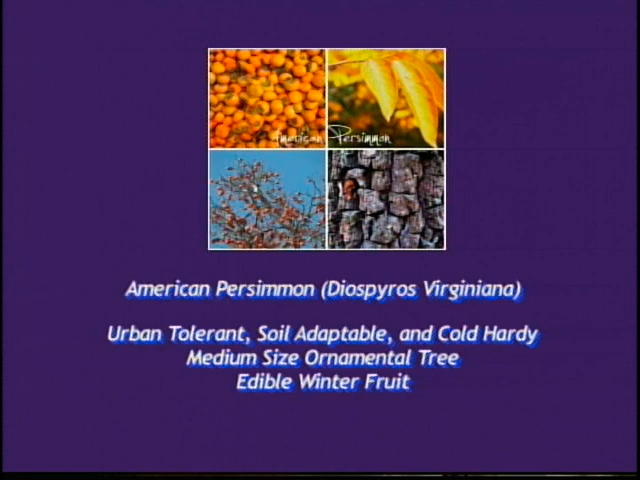 American Persimmon
American Persimmon (Diospyros Virginiana)
Urban Tolerant, Soil Adaptable, and Cold Hardy
Medium Size Ornamental Tree
Edible Winter Fruit